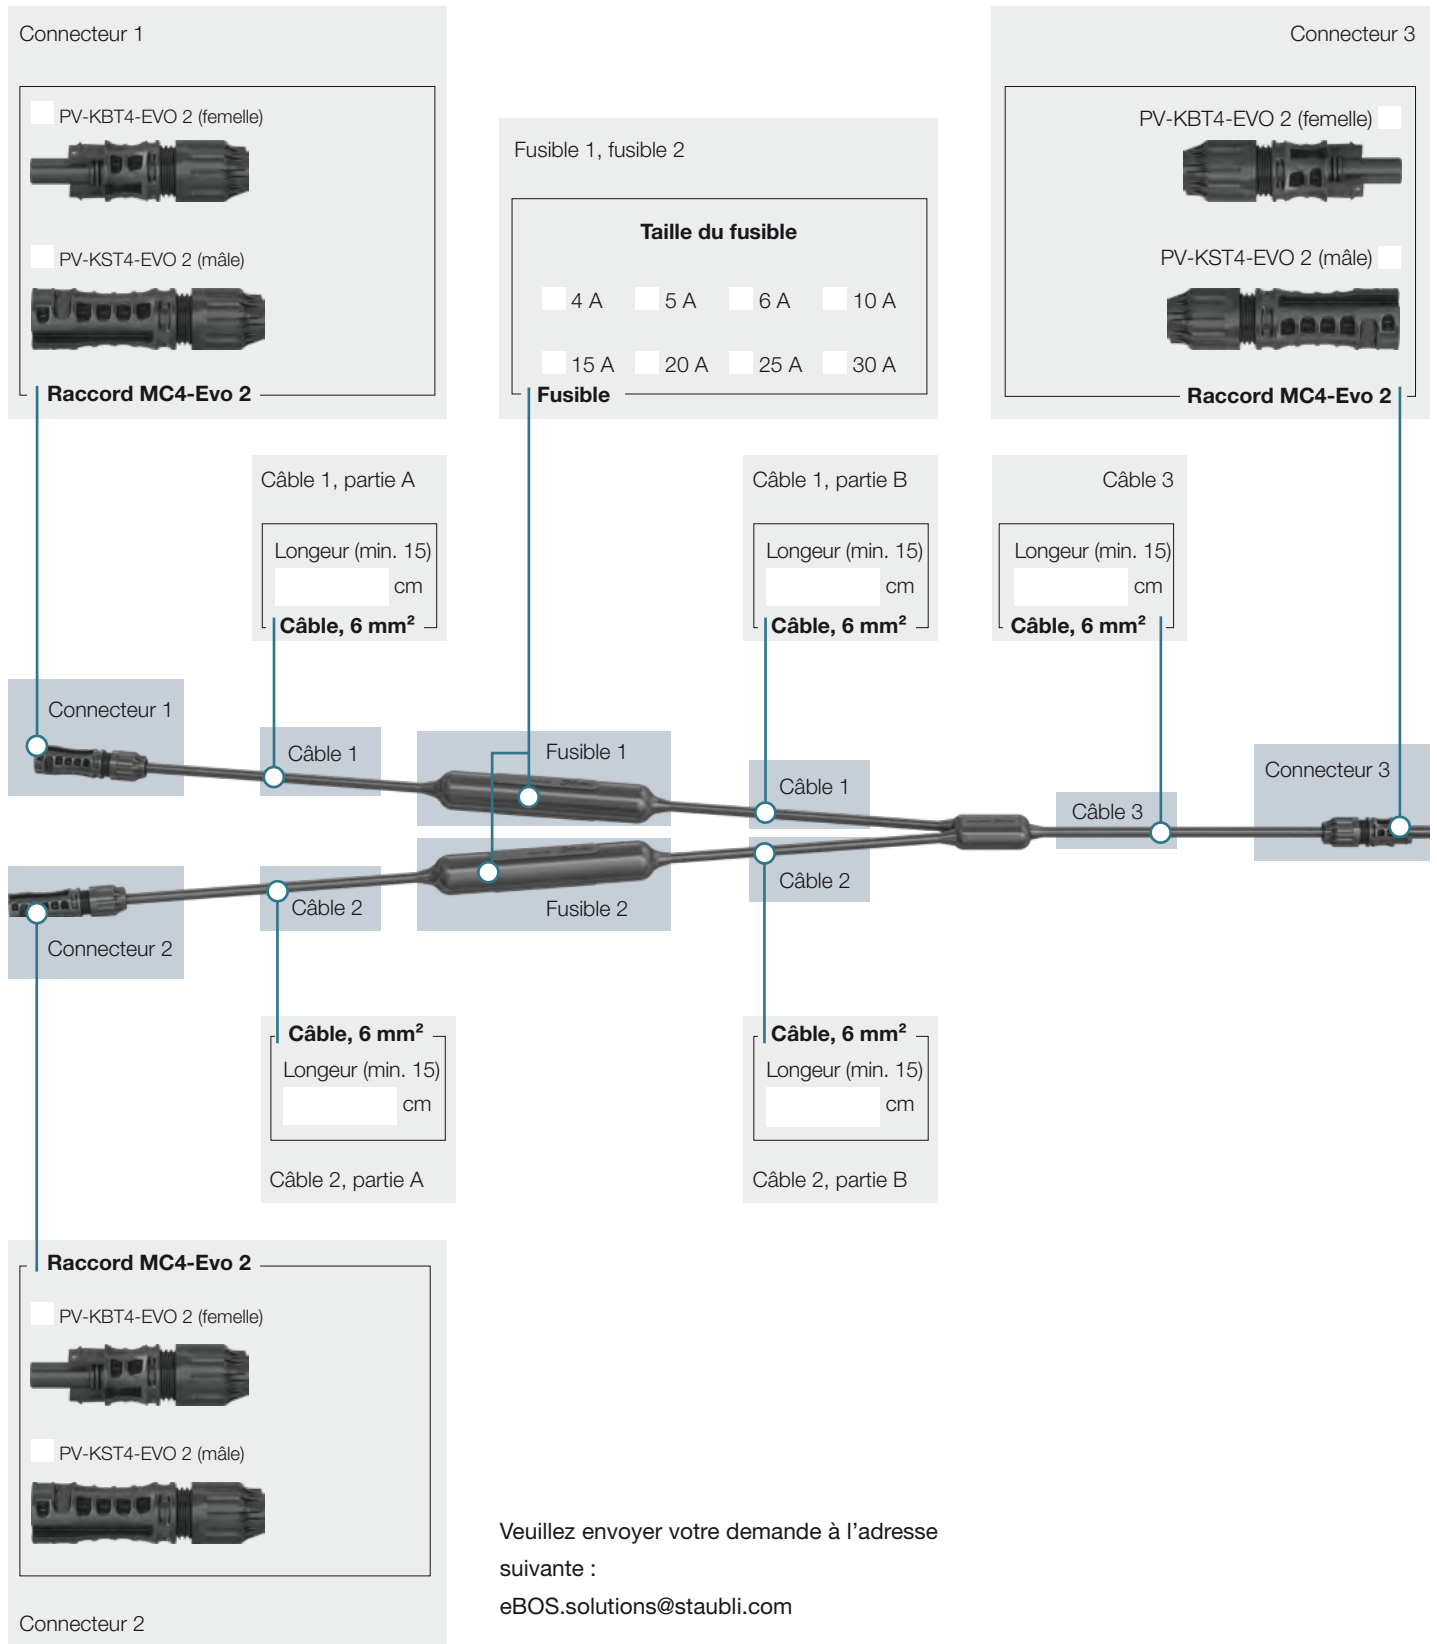 Connecteur 1
PV-KBT4-EVO 2 (femelle)
PV-KST4-EVO 2 (mâle)
Raccord MC4-Evo 2
Fusible 1, fusible 2
Taille du fusible
4 A 5 A 6 A 10 A
15 A 20 A 25 A 30 A
Fusible
Connecteur 3
PV-KBT4-EVO 2 (femelle)
PV-KST4-EVO 2 (mâle)
Raccord MC4-Evo 2
Câble 1, partie A
Longeur (min. 15)
cm
Câble, 6 mm²
Câble 1, partie B
Longeur (min. 15)
cm
Câble, 6 mm²
Câble 3
Longeur (min. 15)
cm
Câble, 6 mm²
Connecteur 1
Câble 1
Fusible 1
Câble 1
Câble 3
Connecteur 3
Connecteur 2
Câble 2
Fusible 2
Câble 2
Câble, 6 mm²
Longeur (min. 15)
cm
Câble 2, partie A
Câble, 6 mm²
Longeur (min. 15)
cm
Câble 2, partie B
Raccord MC4-Evo 2
PV-KBT4-EVO 2 (femelle)
PV-KST4-EVO 2 (mâle)
Connecteur 2
Veuillez envoyer votre demande à l’adresse
suivante :
eBOS.solutions@staubli.com